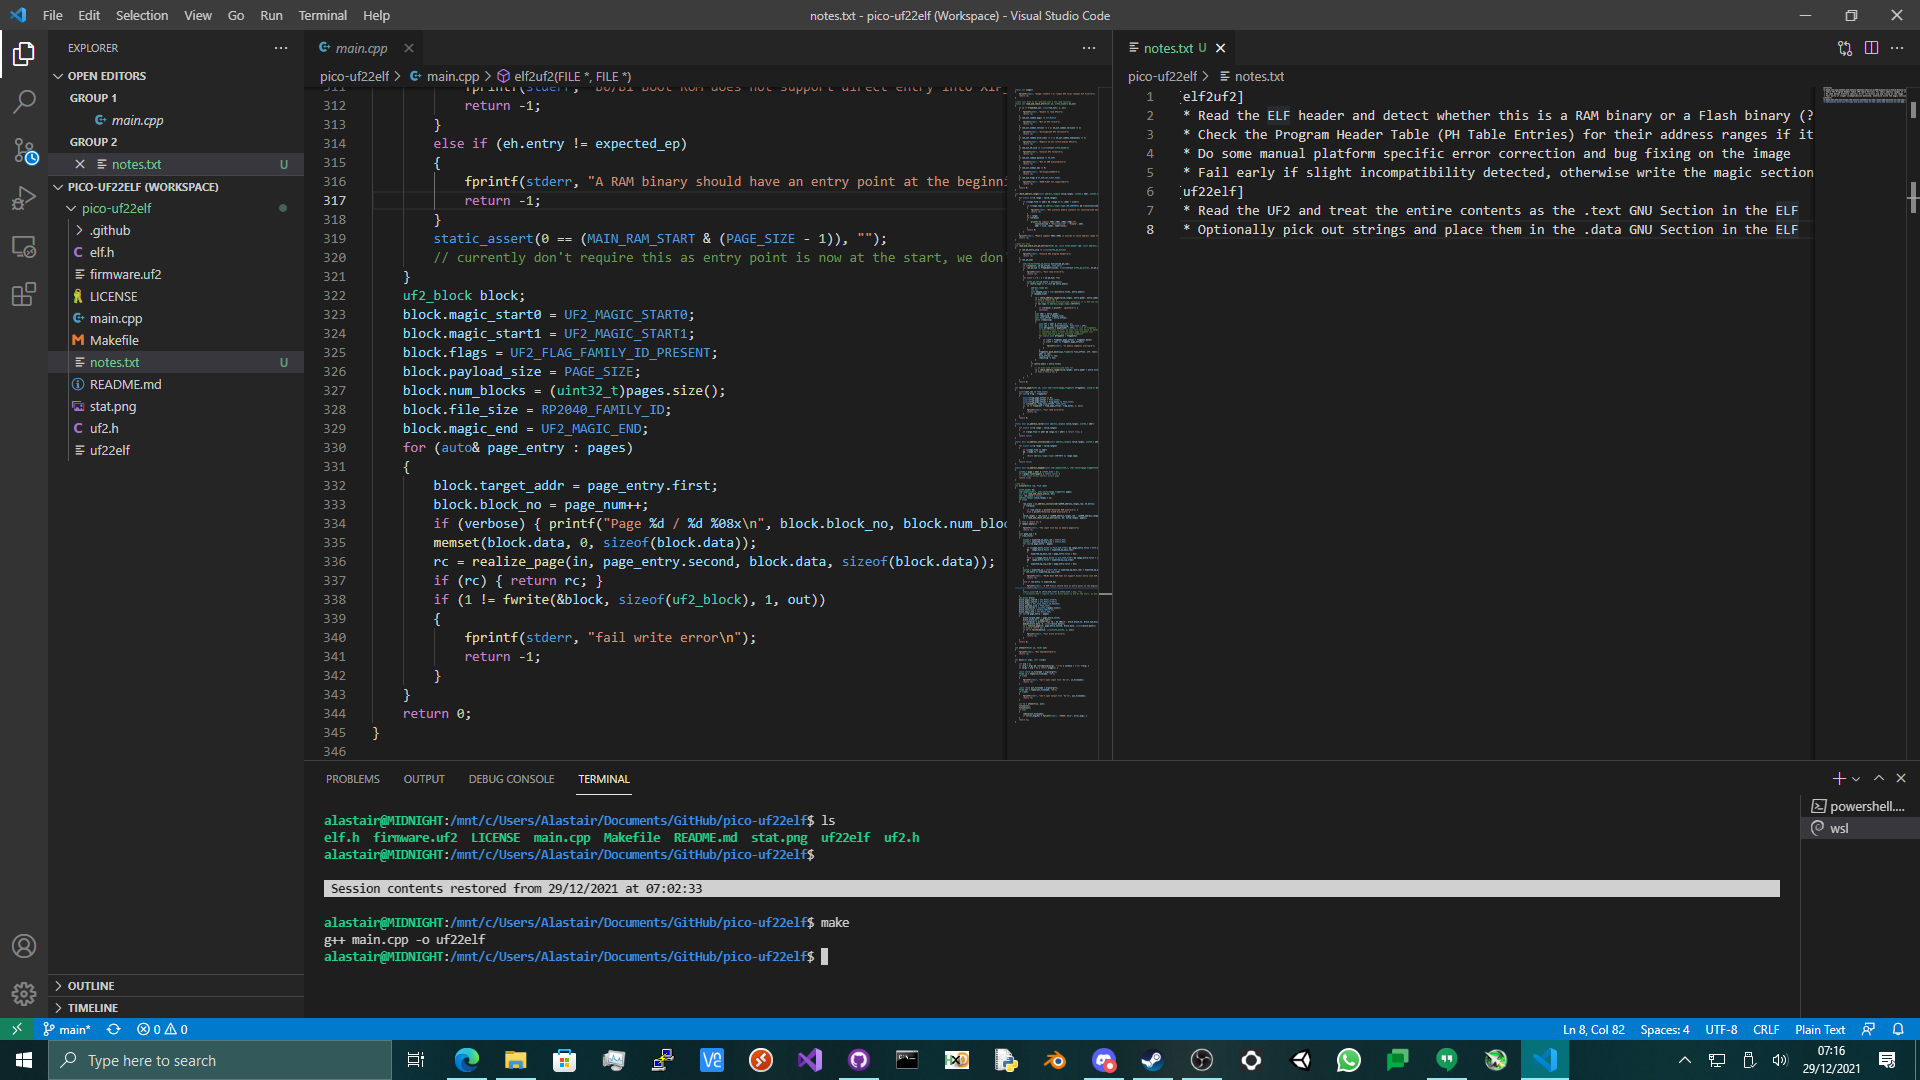 File Edit Selection View Go Run Terminal Help
notes.txt - pico-uf22elf (Workspace) - Visual Studio Code
EXPLORER
OPEN EDITORS
GROUP 1
main.cpp
GROUP 2
notes.txt U
PICO-UF22ELF (WORKSPACE)
pico-uf22elf
.github
elf.h
firmware.uf2
LICENSE
main.cpp
Makefile
notes.txt U
README.md
stat.png
uf2.h
uf22elf
OUTLINE
TIMELINE
main.cpp
pico-uf22elf > main.cpp > elf2uf2(FILE *, FILE *)
311 fprintf(stderr, "B0/B1 Boot ROM does not support direct entry into XIP_
312 return -1;
313 }
314 else if (eh.entry != expected_ep)
315 {
316 fprintf(stderr, "A RAM binary should have an entry point at the beginni
317 return -1;
318 }
319 static_assert(0 == (MAIN_RAM_START & (PAGE_SIZE - 1)), "");
320 // currently don't require this as entry point is now at the start, we don'
321 }
322 uf2_block block;
323 block.magic_start0 = UF2_MAGIC_START0;
324 block.magic_start1 = UF2_MAGIC_START1;
325 block.flags = UF2_FLAG_FAMILY_ID_PRESENT;
326 block.payload_size = PAGE_SIZE;
327 block.num_blocks = (uint32_t)pages.size();
328 block.file_size = RP2040_FAMILY_ID;
329 block.magic_end = UF2_MAGIC_END;
330 for (auto& page_entry : pages)
331 {
332 block.target_addr = page_entry.first;
333 block.block_no = page_num++;
334 if (verbose) { printf("Page %d / %d %08x\n", block.block_no, block.num_bloc
335 memset(block.data, 0, sizeof(block.data));
336 rc = realize_page(in, page_entry.second, block.data, sizeof(block.data));
337 if (rc) { return rc; }
338 if (1 != fwrite(&block, sizeof(uf2_block), 1, out))
339 {
340 fprintf(stderr, "fail write error\n");
341 return -1;
342 }
343 }
344 return 0;
345 }
346
notes.txt U
pico-uf22elf > notes.txt
1 [elf2uf2]
2 * Read the ELF header and detect whether this is a RAM binary or a Flash binary (?
3 * Check the Program Header Table (PH Table Entries) for their address ranges if it
4 * Do some manual platform specific error correction and bug fixing on the image
5 * Fail early if slight incompatibility detected, otherwise write the magic section
6 [uf22elf]
7 * Read the UF2 and treat the entire contents as the .text GNU Section in the ELF
8 * Optionally pick out strings and place them in the .data GNU Section in the ELF
PROBLEMS OUTPUT DEBUG CONSOLE TERMINAL
alastair@MIDNIGHT:/mnt/c/Users/Alastair/Documents/GitHub/pico-uf22elf$ ls
elf.h firmware.uf2 LICENSE main.cpp Makefile README.md stat.png uf22elf uf2.h
alastair@MIDNIGHT:/mnt/c/Users/Alastair/Documents/GitHub/pico-uf22elf$
Session contents restored from 29/12/2021 at 07:02:33
alastair@MIDNIGHT:/mnt/c/Users/Alastair/Documents/GitHub/pico-uf22elf$ make
g++ main.cpp -o uf22elf
alastair@MIDNIGHT:/mnt/c/Users/Alastair/Documents/GitHub/pico-uf22elf$
powershell....
wsl
main* 0 0
Ln 8, Col 82 Spaces: 4 UTF-8 CRLF Plain Text
Type here to search
07:16
29/12/2021